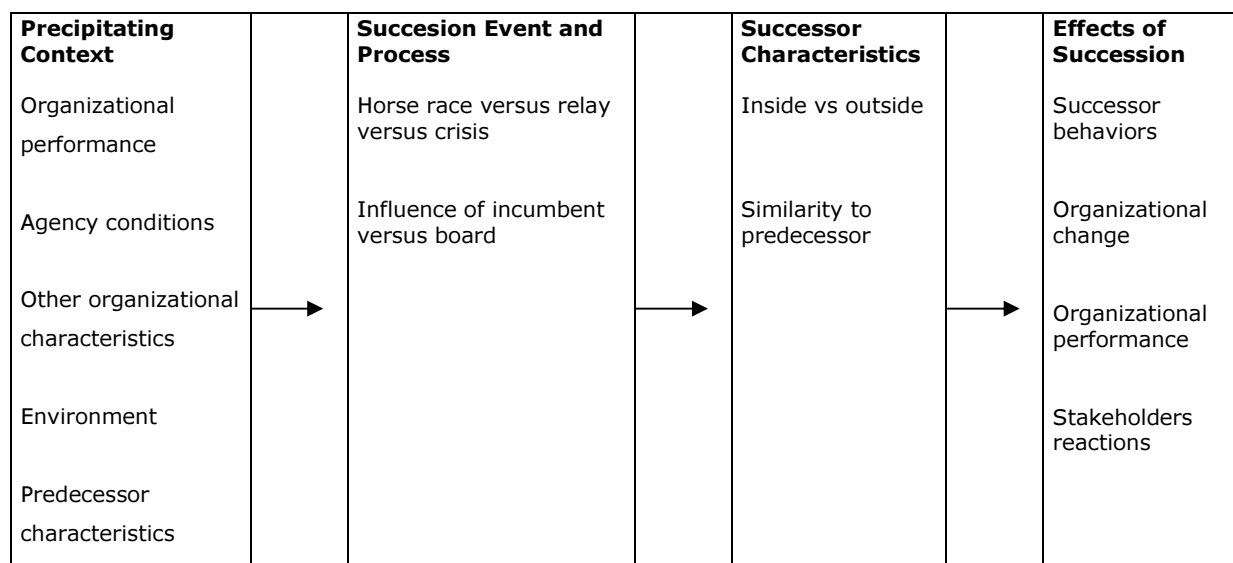 Precipitating
Context
Organizational
performance
Agency conditions
Other organizational
characteristics
Environment
Predecessor
characteristics
Succesion Event and
Process
Horse race versus relay
versus crisis
Influence of incumbent
versus board
Successor
Characteristics
Inside vs outside
Similarity to
predecessor
Effects of
Succession
Successor
behaviors
Organizational
change
Organizational
performance
Stakeholders
reactions